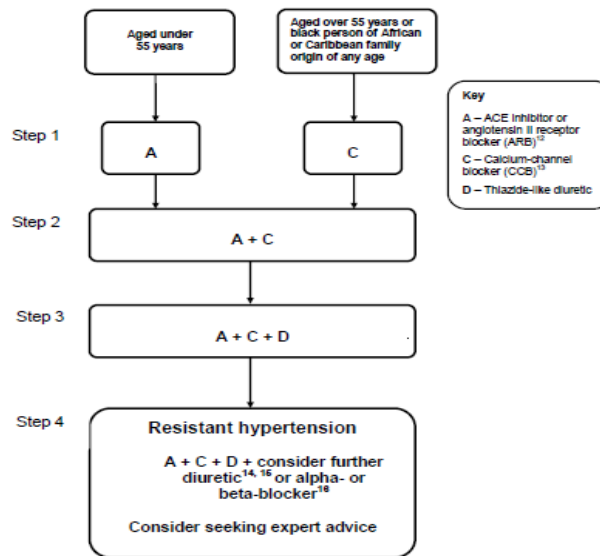 Aged under
55 years
Aged over 55 years or
black person of African
or Caribbean family
origin of any age
Key
A – ACE inhibitor or
angiotensin II receptor
blocker (ARB)¹²
C – Calcium-channel
blocker (CCB)¹³
D – Thiazide-like diuretic
Step 1
A
C
Step 2
A + C
Step 3
A + C + D
Step 4
Resistant hypertension
A + C + D + consider further
diuretic¹⁴, ¹⁵ or alpha- or
beta-blocker¹⁶
Consider seeking expert advice